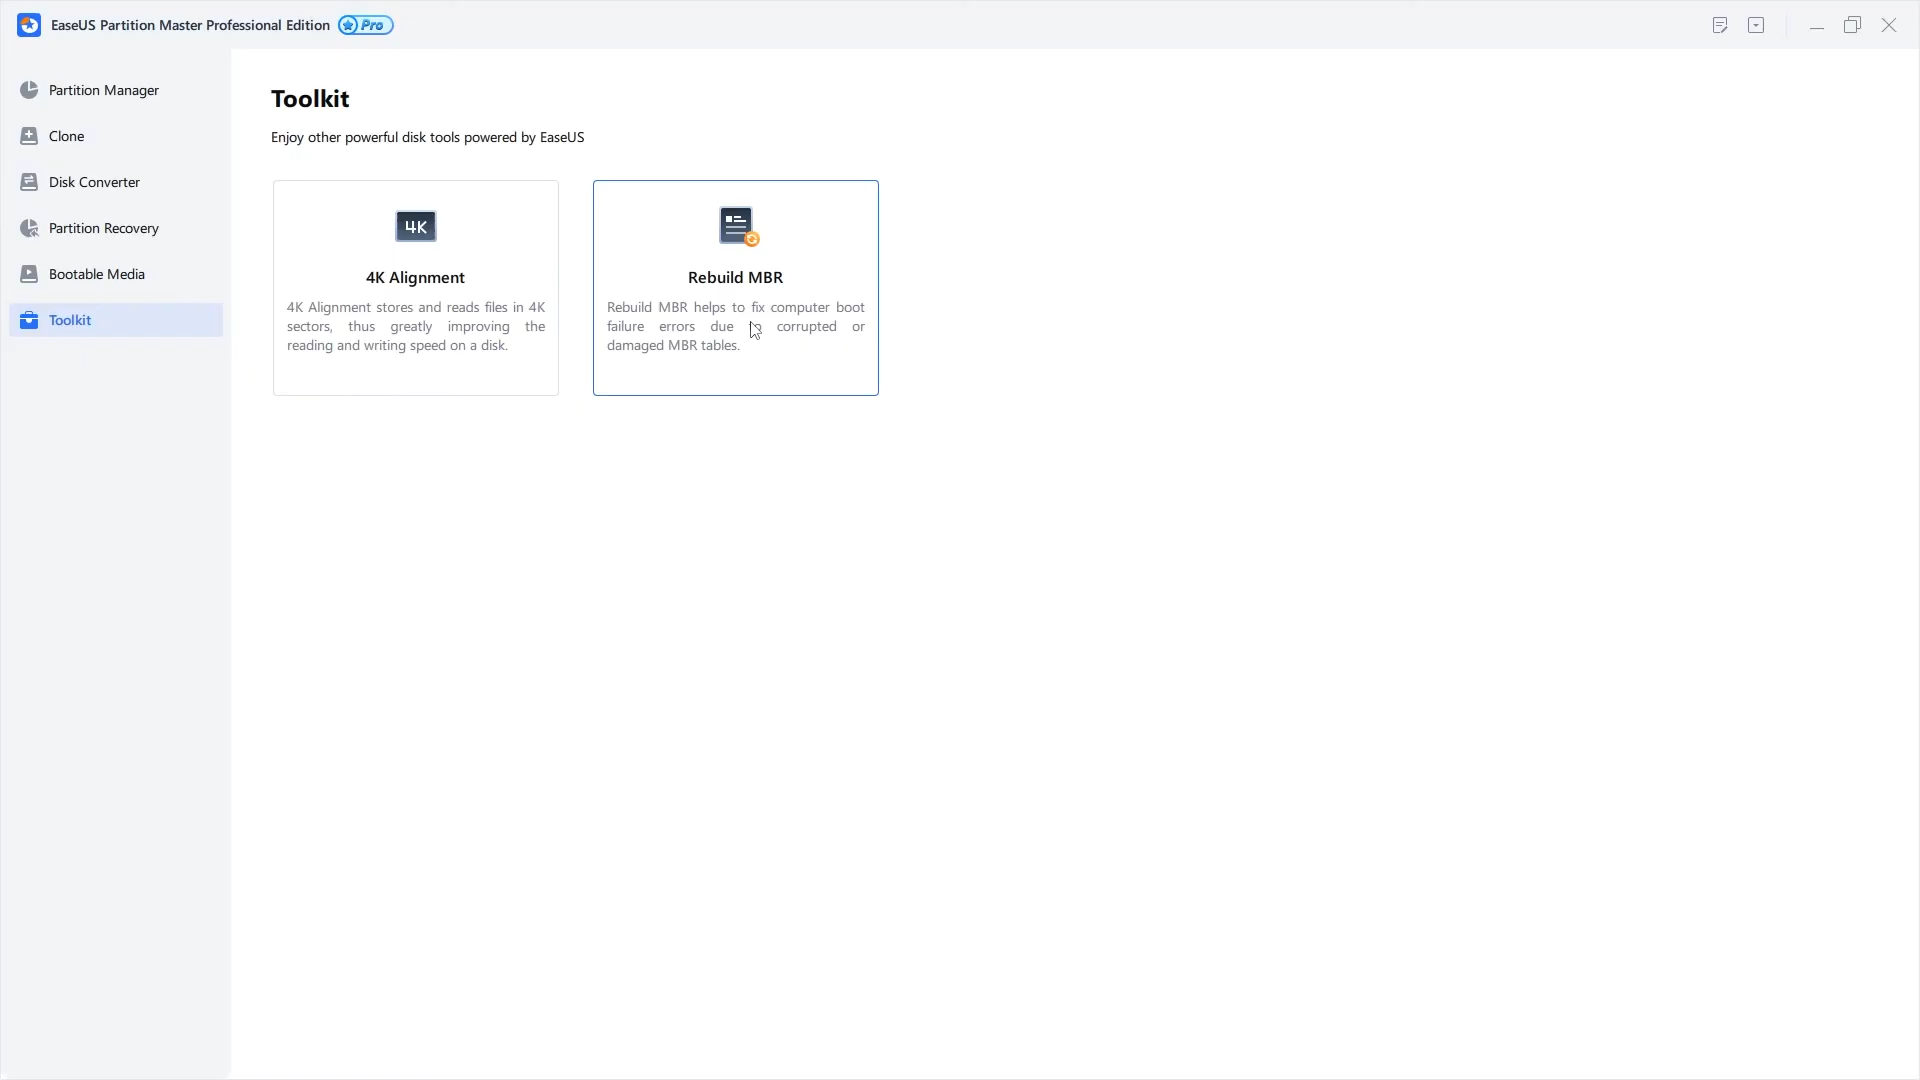 EaseUS Partition Master Professional Edition Pro
Partition Manager
Clone
Disk Converter
Partition Recovery
Bootable Media
Toolkit
Toolkit
Enjoy other powerful disk tools powered by EaseUS
4K
4K Alignment
4K Alignment stores and reads files in 4K
sectors, thus greatly improving the
reading and writing speed on a disk.
Rebuild MBR
Rebuild MBR helps to fix computer boot
failure errors due to corrupted or
damaged MBR tables.